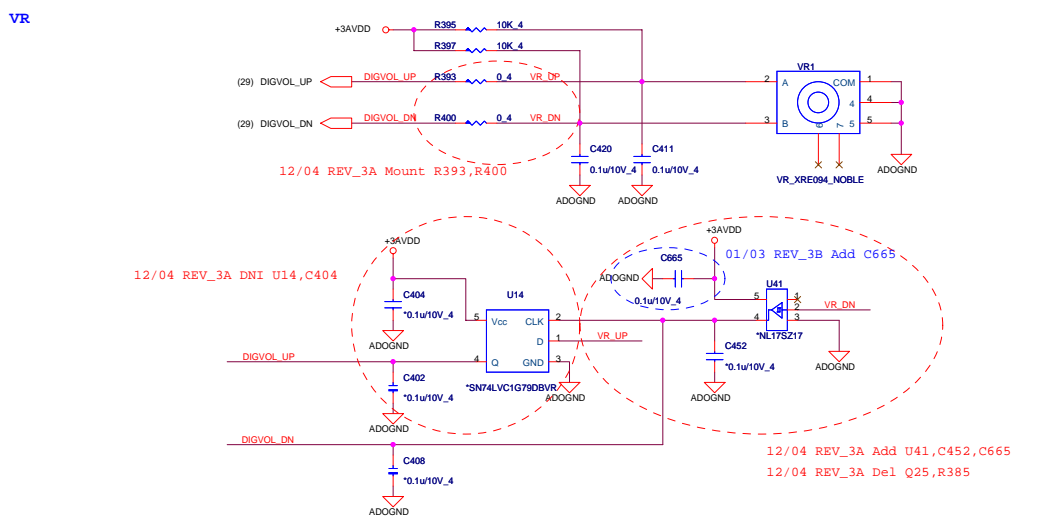 VR
+3AVDD
R395 10K_4
R397 10K_4
(29) DIGVOL_UP DIGVOL_UP R393 0_4 VR_UP
(29) DIGVOL_DN DIGVOL_DN R400 0_4 VR_DN
VR1
2 A COM 1
4 4
3 B 5 5
6 7
VR_XRE094_NOBLE
ADOGND
C420
0.1u/10V_4
ADOGND
C411
0.1u/10V_4
ADOGND
12/04 REV_3A Mount R393,R400
+3AVDD
12/04 REV_3A DNI U14,C404
C404
*0.1u/10V_4
ADOGND
U14
5 Vcc CLK 2
D 1 VR_UP
4 Q GND 3
*SN74LVC1G79DBVR
ADOGND
DIGVOL_UP
C402
*0.1u/10V_4
ADOGND
DIGVOL_DN
C408
*0.1u/10V_4
ADOGND
+3AVDD
01/03 REV_3B Add C665
C665
ADOGND
0.1u/10V_4
U41
5 1
2 VR_DN
4 3
*NL17SZ17
ADOGND
C452
*0.1u/10V_4
ADOGND
12/04 REV_3A Add U41,C452,C665
12/04 REV_3A Del Q25,R385